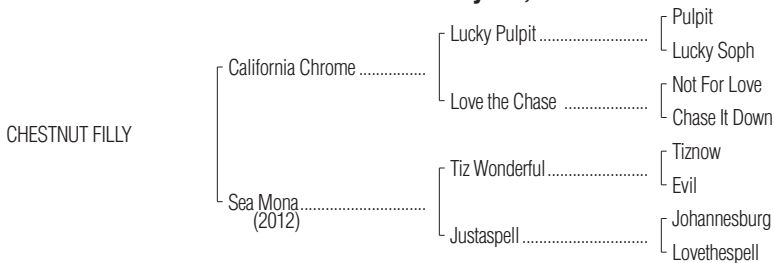 Pulpit
Lucky Pulpit
Lucky Soph
California Chrome
Not For Love
Love the Chase
Chase It Down
CHESTNUT FILLY
Tiznow
Tiz Wonderful
Evil
Sea Mona
(2012)
Johannesburg
Justaspell
Lovethespell